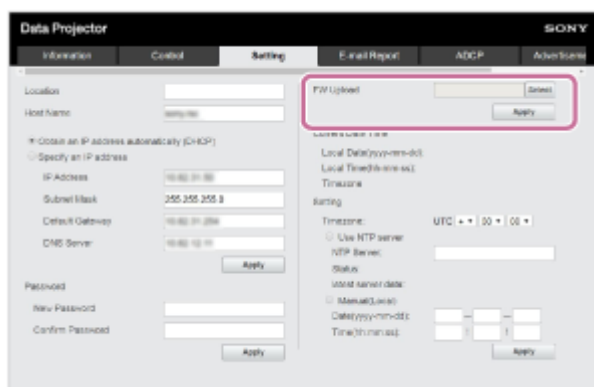 Data Projector
SONY
Information Control Setting E-mail Report ADCP Advertiseme
Location
Host Name
Obtain an IP address automatically (DHCP)
Specify an IP address
IP Address
Subnet Mask 255.255.255.0
Default Gateway
DNS Server
Apply
Password
New Password
Confirm Password
Apply
FW Upload Select
Apply
Current Date Time
Local Date(yyyy-mm-dd):
Local Time(hh:mm:ss):
Timezone
Setting
Timezone: UTC + 00 00
Use NTP server
NTP Server:
Status:
latest server date:
Manual(Local)
Date(yyyy-mm-dd): — —
Time(hh:mm:ss): : :
Apply